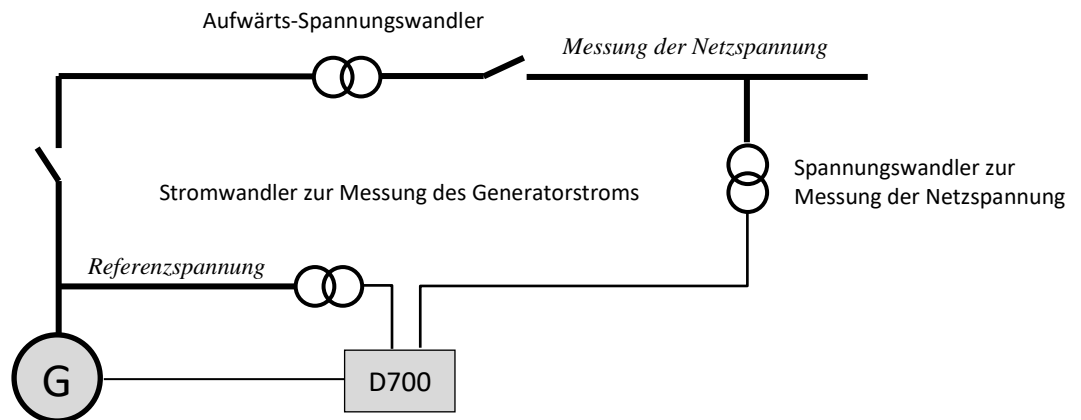 Aufwärts-Spannungswandler
Messung der Netzspannung
Spannungswandler zur
Messung der Netzspannung
Stromwandler zur Messung des Generatorstroms
Referenzspannung
G
D700